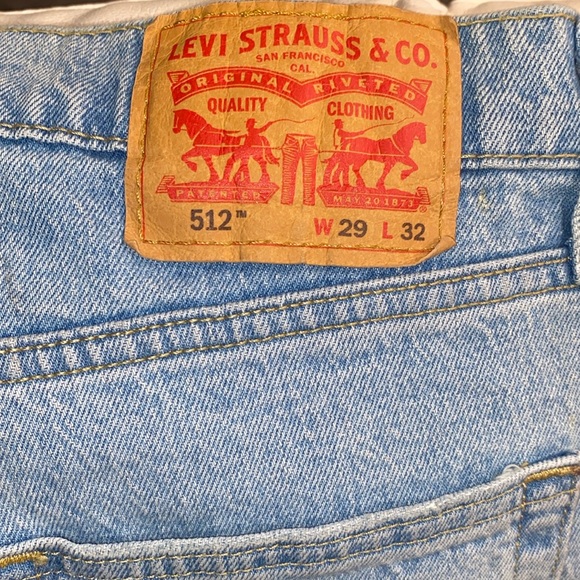 LEVI STRAUSS & CO.
SAN FRANCISCO
CAL.
ORIGINAL RIVETED
QUALITY CLOTHING
PATENTED MAY 20 1873
512™ W 29 L 32